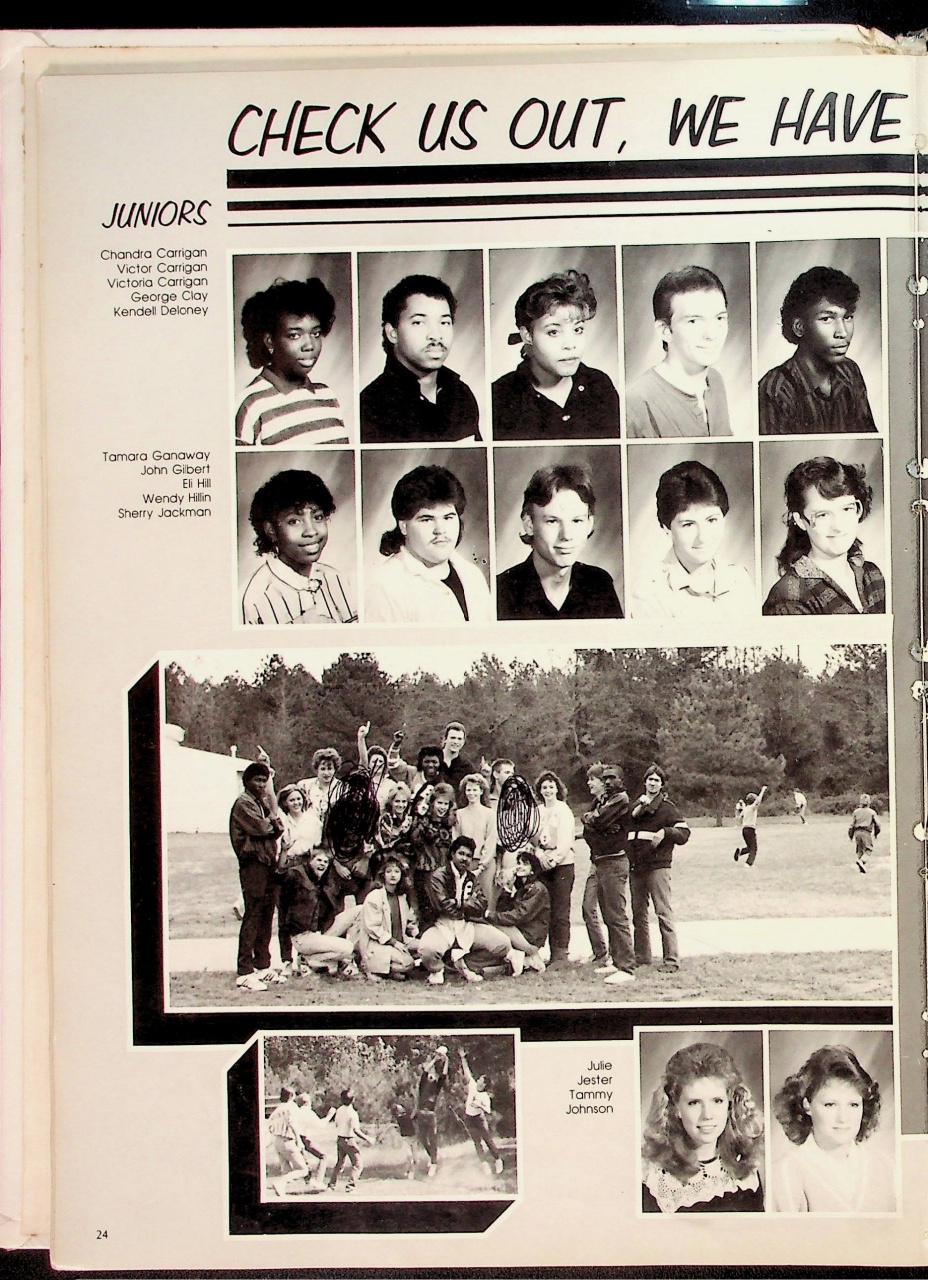 CHECK US OUT, WE HAVE
JUNIORS
Chandra Carrigan
Victor Carrigan
Victoria Carrigan
George Clay
Kendell Deloney
Tamara Ganaway
John Gilbert
Eli Hill
Wendy Hillin
Sherry Jackman
Julie
Jester
Tammy
Johnson
24